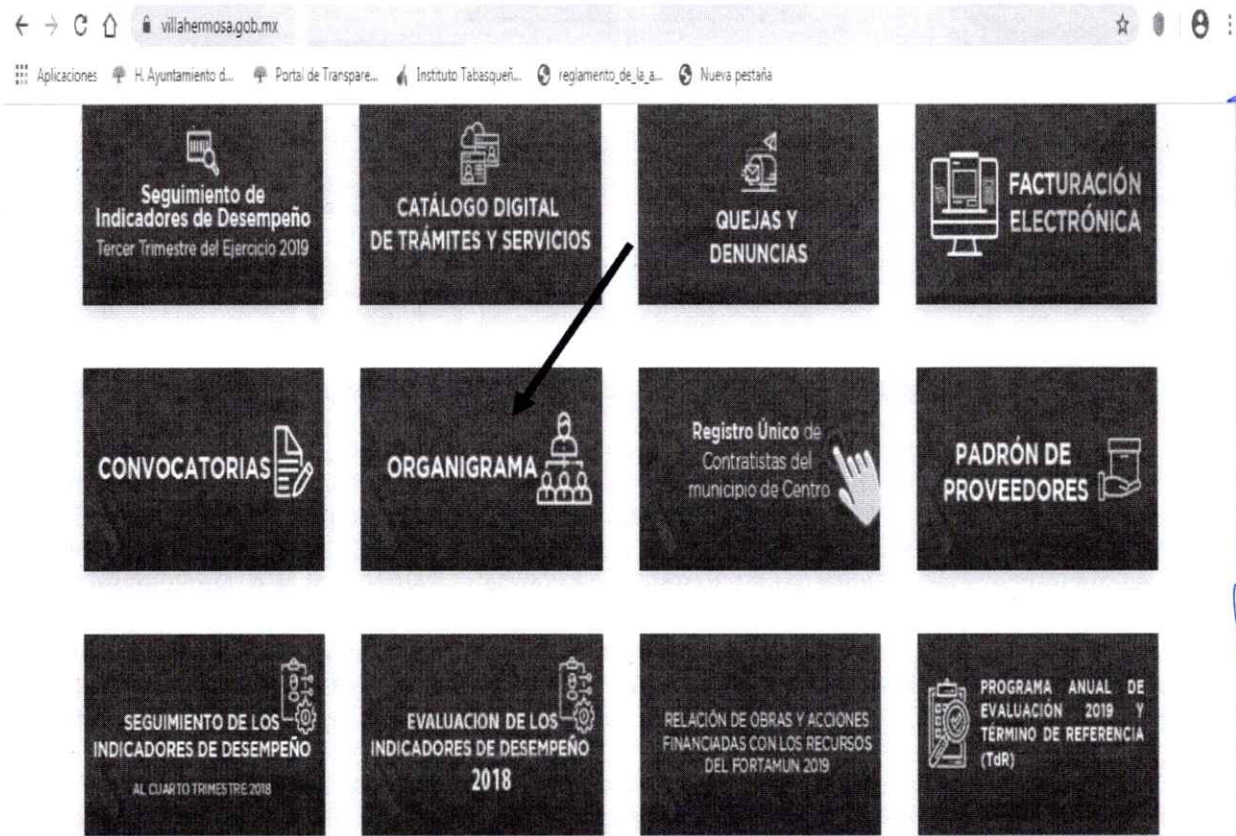 villahermosa.gob.mx
Aplicaciones H. Ayuntamiento d... Portal de Transpare... Instituto Tabasqueñ... reglamento_de_la_a... Nueva pestaña
Seguimiento de
Indicadores de Desempeño
Tercer Trimestre del Ejercicio 2019
CATÁLOGO DIGITAL
DE TRÁMITES Y SERVICIOS
QUEJAS Y
DENUNCIAS
FACTURACIÓN
ELECTRÓNICA
CONVOCATORIAS
ORGANIGRAMA
Registro Único de
Contratistas del
municipio de Centro
PADRÓN DE
PROVEEDORES
SEGUIMIENTO DE LOS
INDICADORES DE DESEMPEÑO
AL CUARTO TRIMESTRE 2018
EVALUACION DE LOS
INDICADORES DE DESEMPEÑO
2018
RELACIÓN DE OBRAS Y ACCIONES
FINANCIADAS CON LOS RECURSOS
DEL FORTAMUN 2019
PROGRAMA ANUAL DE
EVALUACIÓN 2019 Y
TÉRMINO DE REFERENCIA
(TdR)